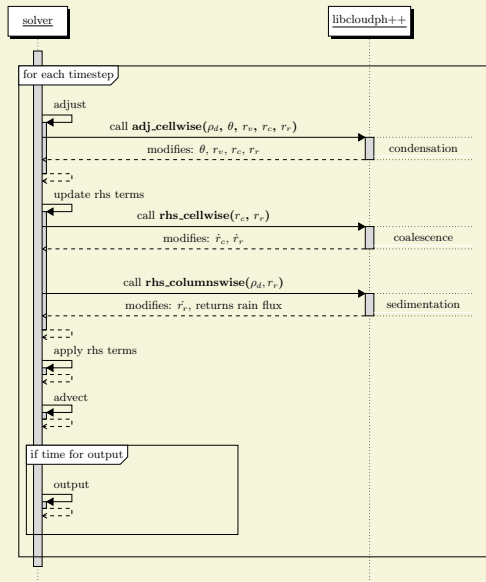 solver libcloudph++
for each timestep
adjust
call adj_cellwise(ρd, θ, rv, rc, rr)
modifies: θ, rv, rc, rr
condensation
update rhs terms
call rhs_cellwise(rc, rr)
modifies: ṙc, ṙr
coalescence
call rhs_columnswise(ρd,rr)
modifies: ṙr, returns rain flux
sedimentation
apply rhs terms
advect
if time for output
output